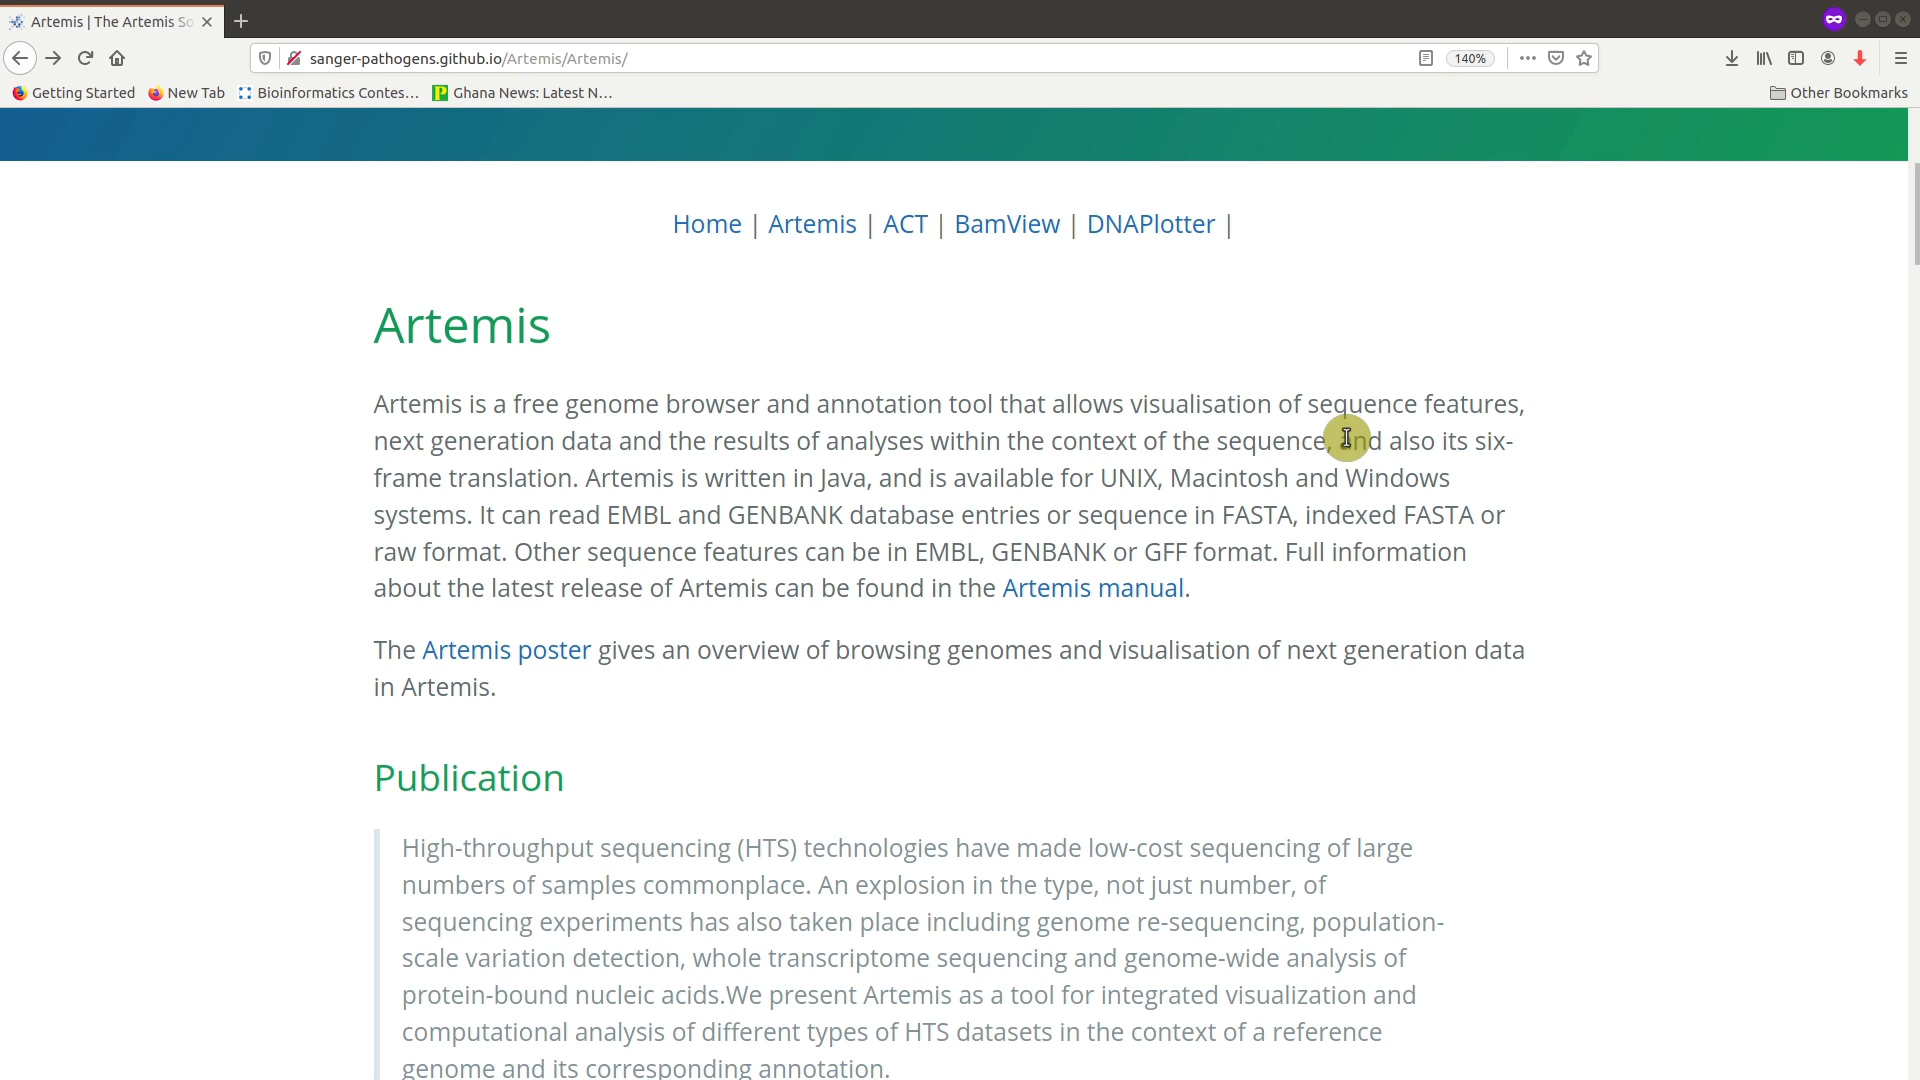 Artemis | The Artemis So
sanger-pathogens.github.io/Artemis/Artemis/
140%
Getting Started
New Tab
Bioinformatics Contes...
Ghana News: Latest N...
Other Bookmarks
Home | Artemis | ACT | BamView | DNAPlotter |
Artemis
Artemis is a free genome browser and annotation tool that allows visualisation of sequence features,
next generation data and the results of analyses within the context of the sequence, and also its six-
frame translation. Artemis is written in Java, and is available for UNIX, Macintosh and Windows
systems. It can read EMBL and GENBANK database entries or sequence in FASTA, indexed FASTA or
raw format. Other sequence features can be in EMBL, GENBANK or GFF format. Full information
about the latest release of Artemis can be found in the Artemis manual.
The Artemis poster gives an overview of browsing genomes and visualisation of next generation data
in Artemis.
Publication
High-throughput sequencing (HTS) technologies have made low-cost sequencing of large
numbers of samples commonplace. An explosion in the type, not just number, of
sequencing experiments has also taken place including genome re-sequencing, population-
scale variation detection, whole transcriptome sequencing and genome-wide analysis of
protein-bound nucleic acids.We present Artemis as a tool for integrated visualization and
computational analysis of different types of HTS datasets in the context of a reference
genome and its corresponding annotation.